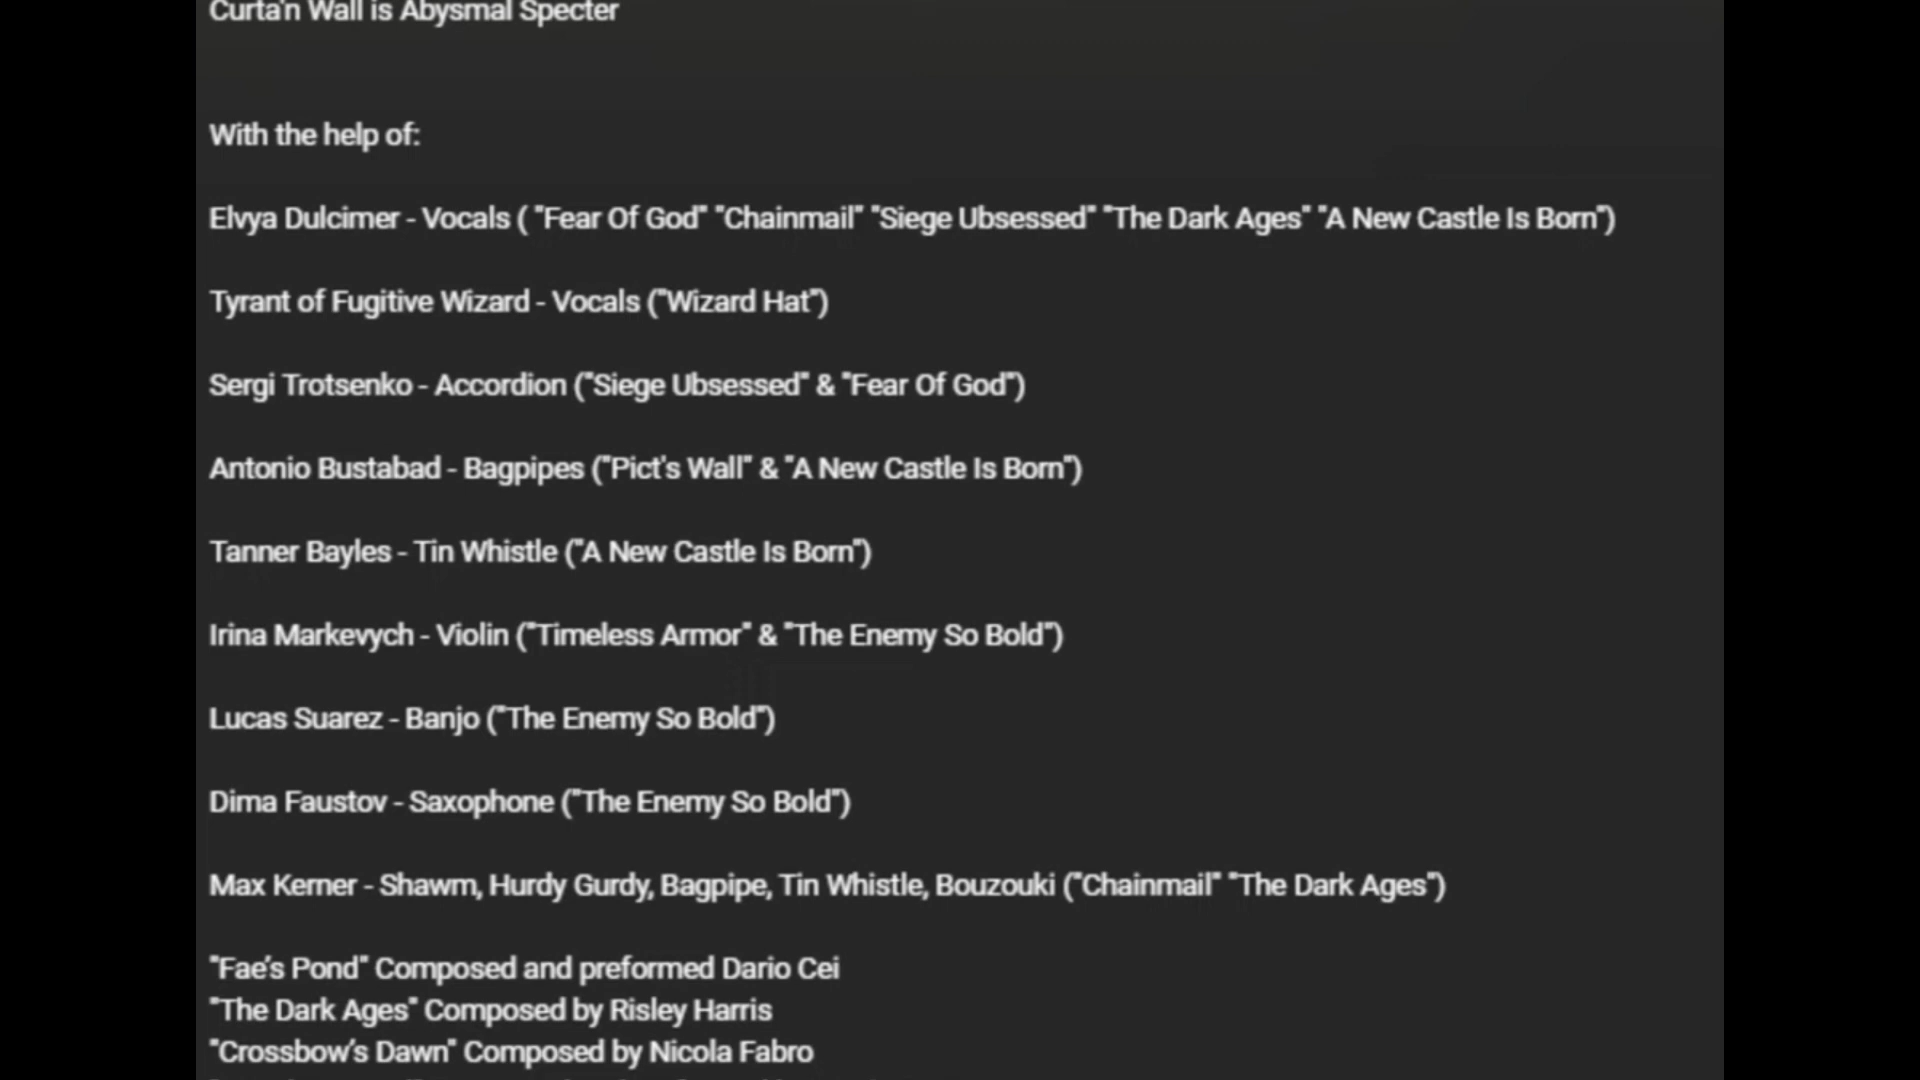 Curta'n Wall is Abysmal Specter
With the help of:
Elvya Dulcimer - Vocals ( "Fear Of God" "Chainmail" "Siege Ubsessed" "The Dark Ages" "A New Castle Is Born")
Tyrant of Fugitive Wizard - Vocals ("Wizard Hat")
Sergi Trotsenko - Accordion ("Siege Ubsessed" & "Fear Of God")
Antonio Bustabad - Bagpipes ("Pict's Wall" & "A New Castle Is Born")
Tanner Bayles - Tin Whistle ("A New Castle Is Born")
Irina Markevych - Violin ("Timeless Armor" & "The Enemy So Bold")
Lucas Suarez - Banjo ("The Enemy So Bold")
Dima Faustov - Saxophone ("The Enemy So Bold")
Max Kerner - Shawm, Hurdy Gurdy, Bagpipe, Tin Whistle, Bouzouki ("Chainmail" "The Dark Ages")
"Fae's Pond" Composed and preformed Dario Cei
"The Dark Ages" Composed by Risley Harris
"Crossbow's Dawn" Composed by Nicola Fabro